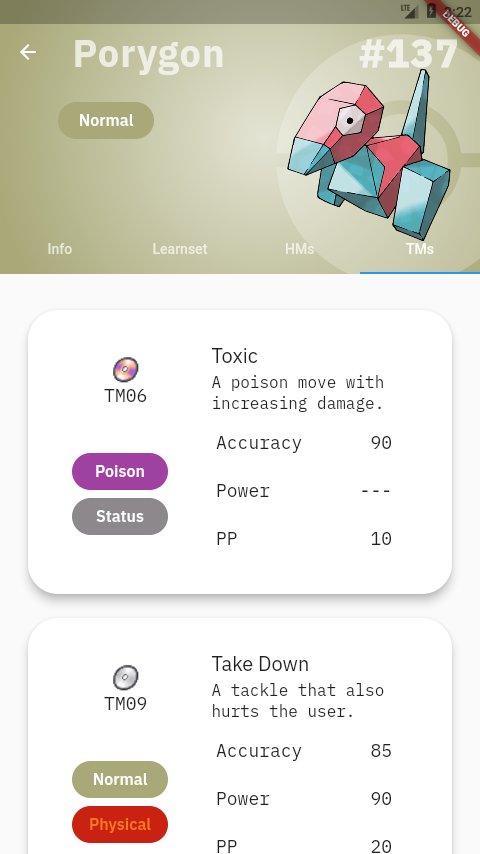 LTE 2:22
DEBUG
Porygon #137
Normal
Info Learnset HMs TMs
Toxic
A poison move with
increasing damage.
TM06
Accuracy 90
Poison
Power ---
Status
PP 10
Take Down
A tackle that also
hurts the user.
TM09
Accuracy 85
Normal
Power 90
Physical
PP 20